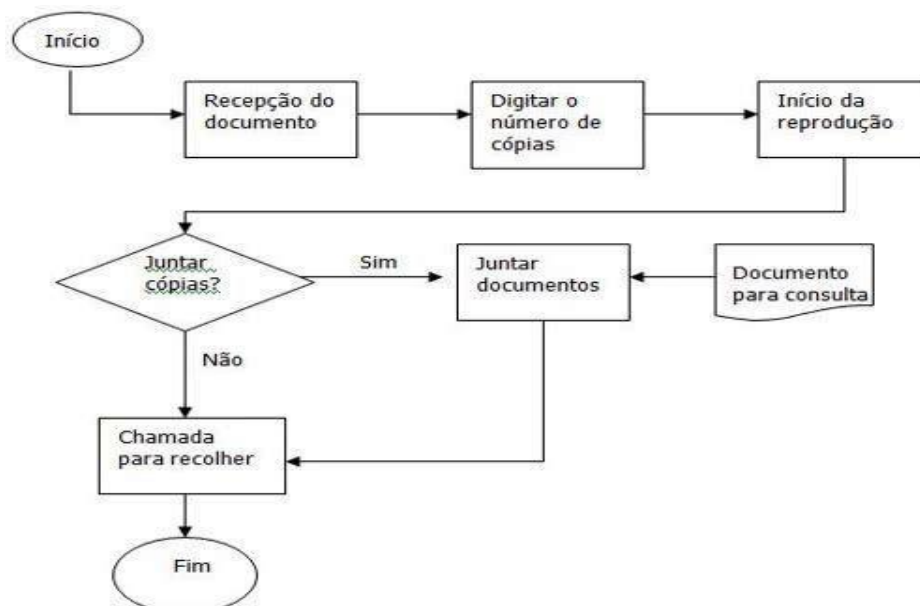 Início
Recepção do
documento
Digitar o
número de
cópias
Início da
reprodução
Juntar
cópias?
Sim
Juntar
documentos
Documento
para consulta
Não
Chamada
para recolher
Fim